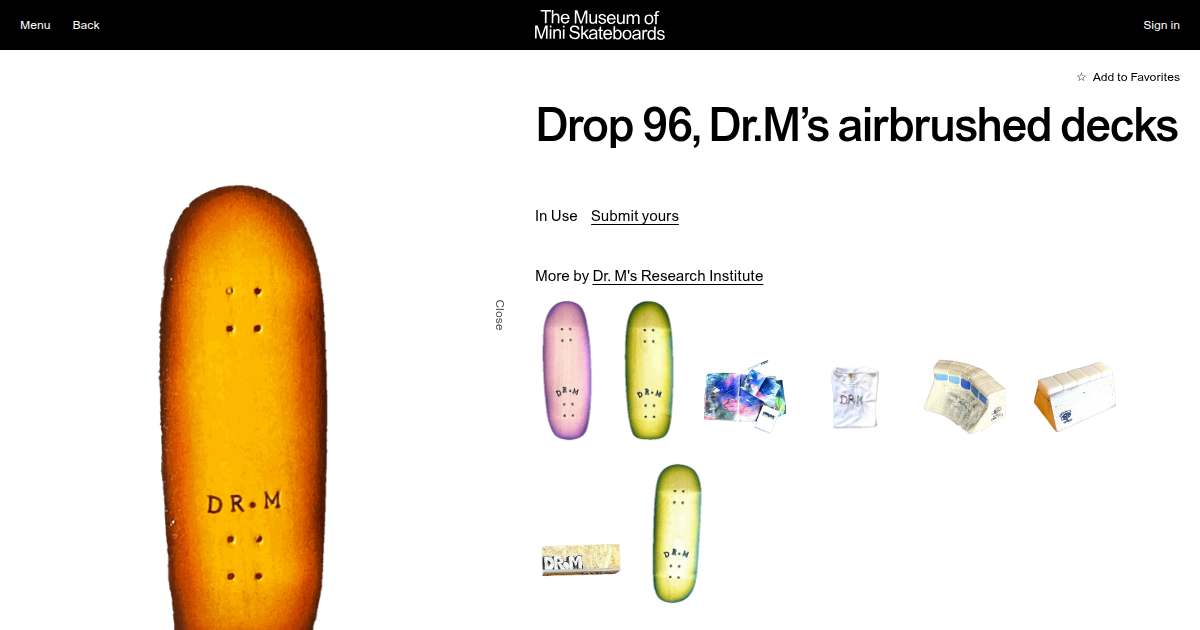 Menu
Back
The Museum of
Mini Skateboards
Sign in
☆ Add to Favorites
Drop 96, Dr.M’s airbrushed decks
In Use
Submit yours
More by Dr. M's Research Institute
Close
DR•M
DR•M
DR•M
DR•M
DR•M
DR•M